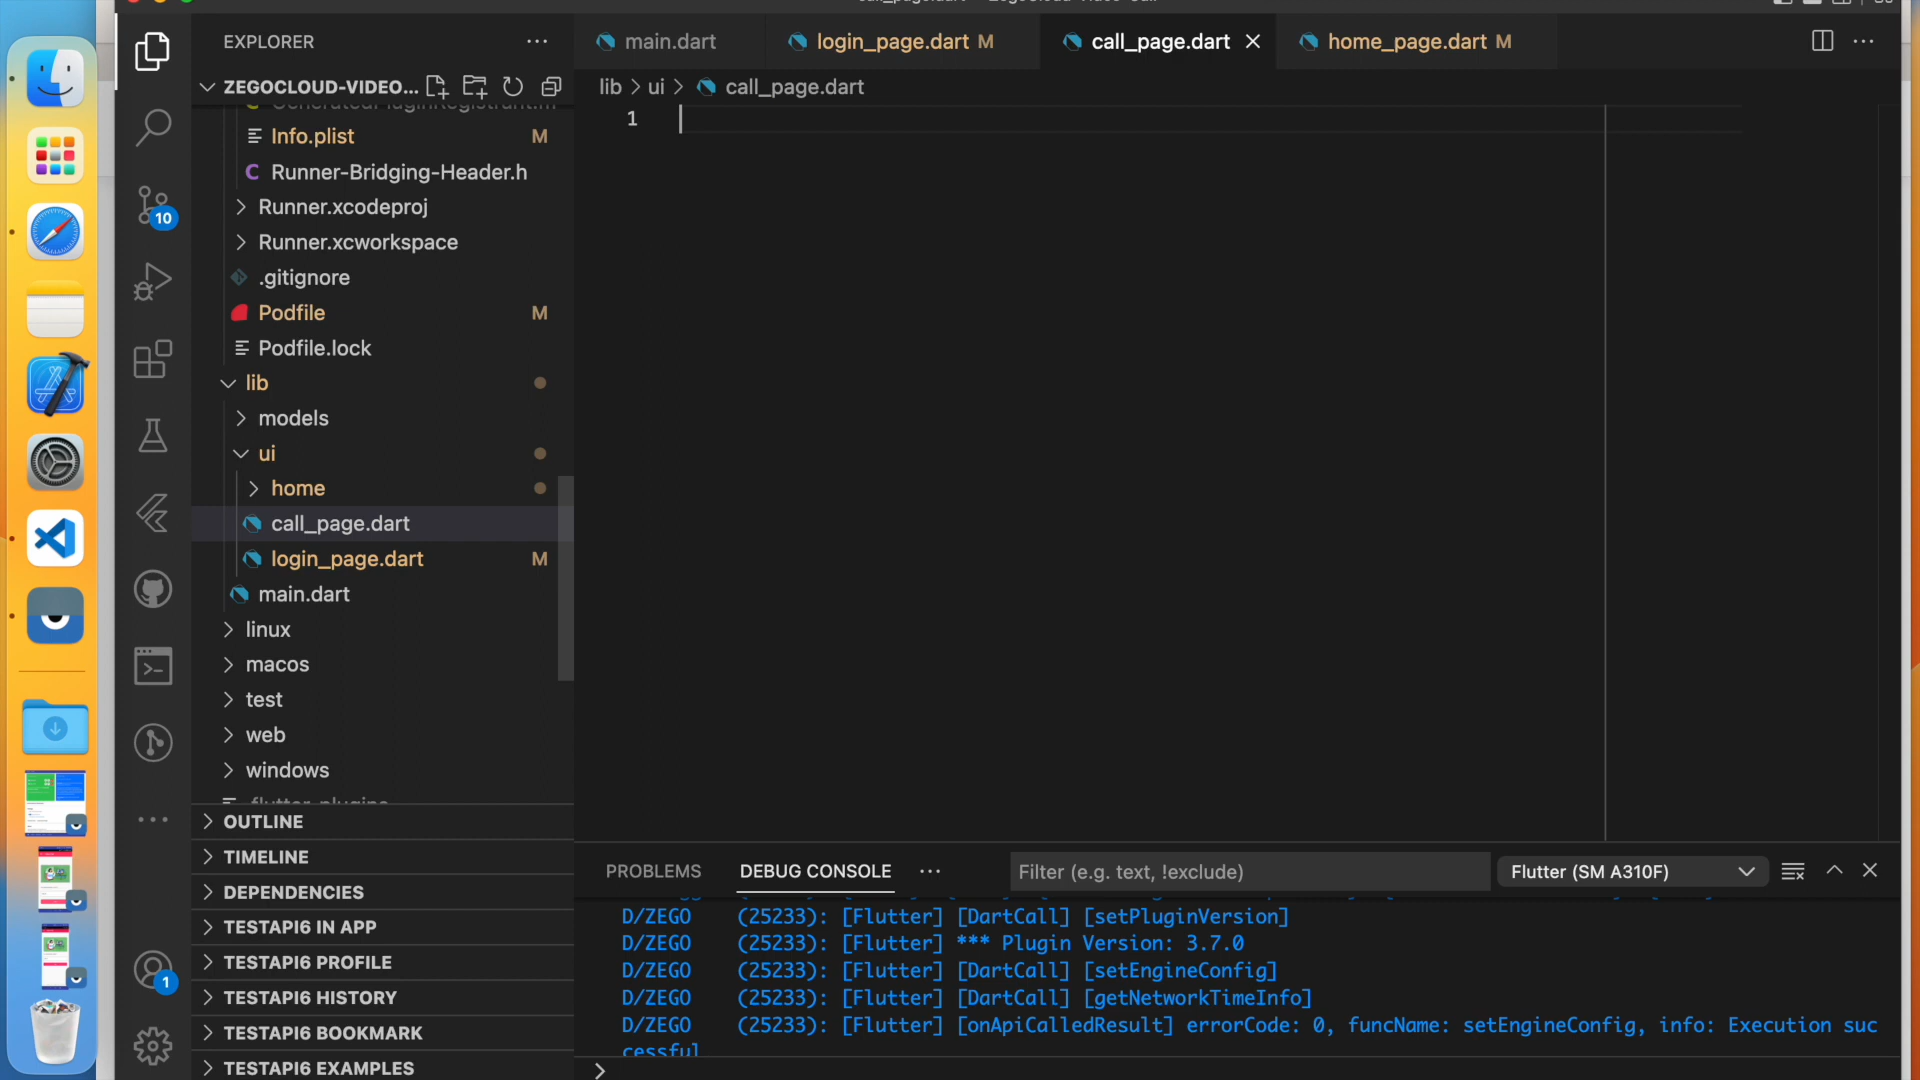 EXPLORER
main.dart
login_page.dart M
call_page.dart
home_page.dart M
ZEGOCLOUD-VIDEO...
lib > ui > call_page.dart
1
Info.plist M
C Runner-Bridging-Header.h
Runner.xcodeproj
Runner.xcworkspace
10
.gitignore
Podfile M
Podfile.lock
lib
models
ui
home
call_page.dart
login_page.dart M
main.dart
linux
macos
test
web
windows
OUTLINE
TIMELINE
DEPENDENCIES
TESTAPI6 IN APP
TESTAPI6 PROFILE
TESTAPI6 HISTORY
TESTAPI6 BOOKMARK
TESTAPI6 EXAMPLES
1
PROBLEMS
DEBUG CONSOLE
Filter (e.g. text, !exclude)
Flutter (SM A310F)
D/ZEGO (25233): [Flutter] [DartCall] [setPluginVersion]
D/ZEGO (25233): [Flutter] *** Plugin Version: 3.7.0
D/ZEGO (25233): [Flutter] [DartCall] [setEngineConfig]
D/ZEGO (25233): [Flutter] [DartCall] [getNetworkTimeInfo]
D/ZEGO (25233): [Flutter] [onApiCalledResult] errorCode: 0, funcName: setEngineConfig, info: Execution suc
cessful
>